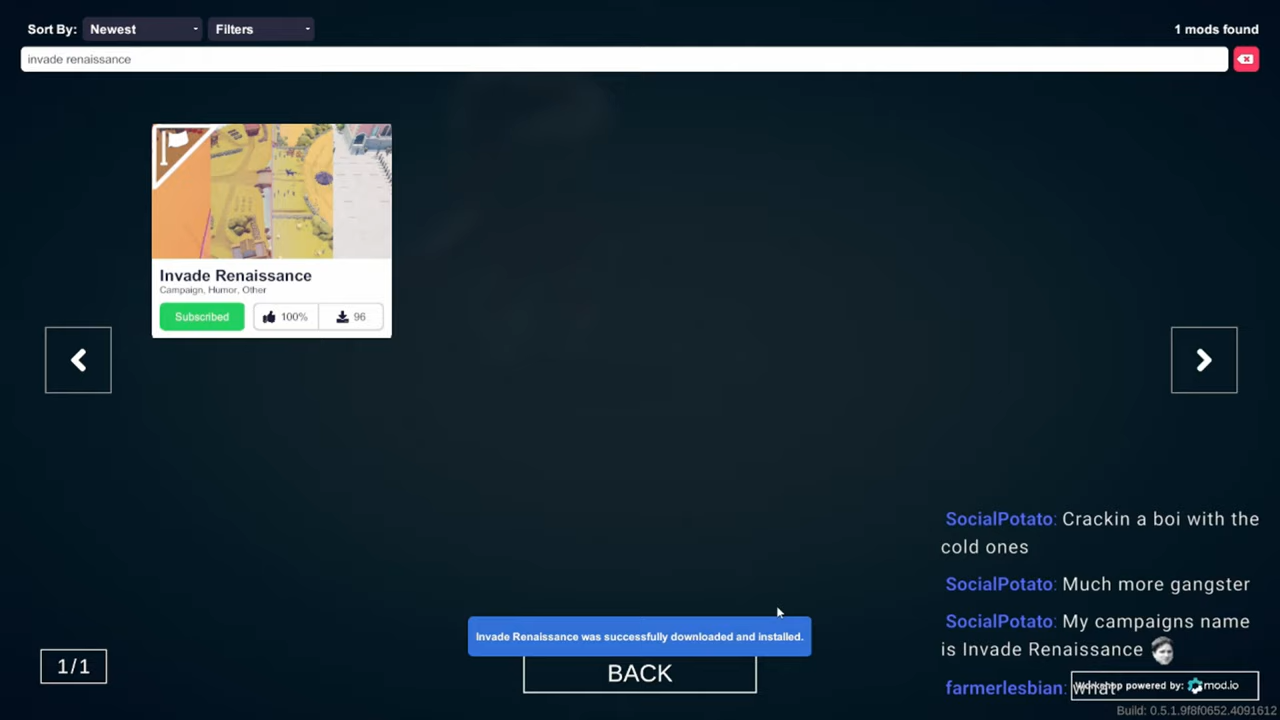 Sort By: Newest Filters 1 mods found
invade renaissance
Invade Renaissance
Campaign, Humor, Other
Subscribed 100% 96
SocialPotato: Crackin a boi with the
cold ones
SocialPotato: Much more gangster
SocialPotato: My campaigns name
is Invade Renaissance
Invade Renaissance was successfully downloaded and installed.
1/1 BACK
farmerlesbian: what
Workshop powered by: mod.io
Build: 0.5.1.9f8f0652.4091612